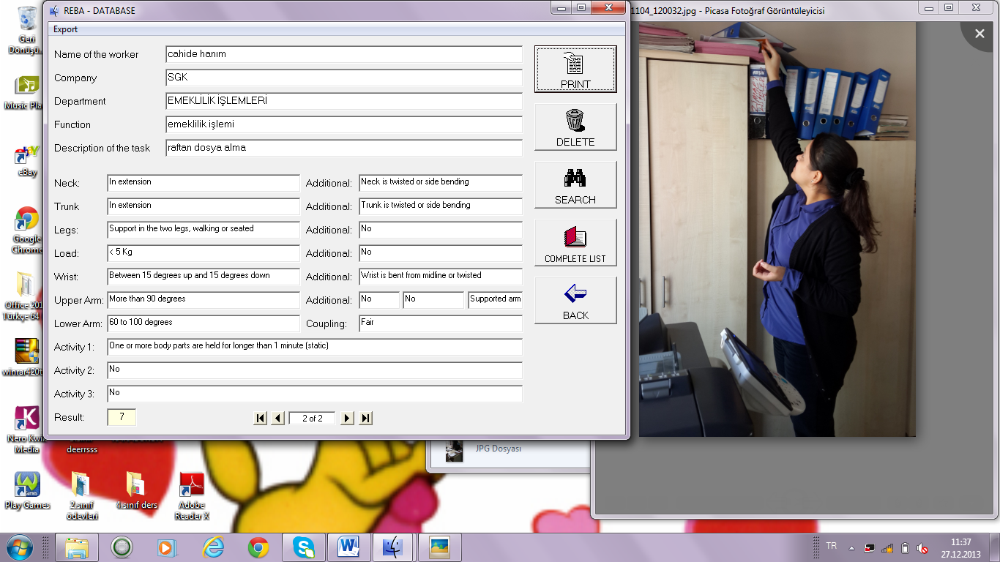 REBA - DATABASE
Export
Name of the worker cahide hanım
Company SGK
Department EMEKLİLİK İŞLEMLERİ
Function emeklilik işlemi
Description of the task raftan dosya alma
Neck: In extension Additional: Neck is twisted or side bending
Trunk In extension Additional: Trunk is twisted or side bending
Legs: Support in the two legs, walking or seated Additional: No
Load: < 5 Kg Additional: No
Wrist: Between 15 degrees up and 15 degrees down Additional: Wrist is bent from midline or twisted
Upper Arm: More than 90 degrees Additional: No No Supported arm
Lower Arm: 60 to 100 degrees Coupling: Fair
Activity 1: One or more body parts are held for longer than 1 minute (static)
Activity 2: No
Activity 3: No
Result: 7 2 of 2
PRINT
DELETE
SEARCH
COMPLETE LIST
BACK
1104_120032.jpg - Picasa Fotoğraf Görüntüleyicisi
ARŞİV
JPG Dosyası
Geri
Dönüşü...
Music Pla
eBay
Google
Chrome
Office 201
Türkçe 64
winrar420t
Nero Kwik
Media
deerrsss
Play Games
2.sınıf
ödevleri
4.sınıf ders
Adobe
Reader X
TR
11:37
27.12.2013